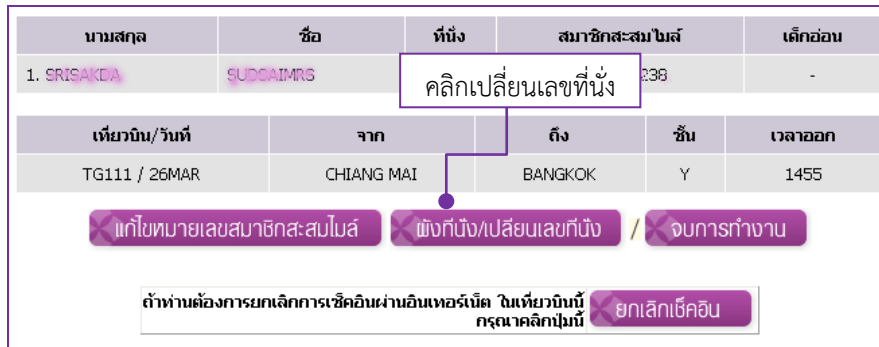 นามสกุล ชื่อ ที่นั่ง สมาชิกสะสมไมล์ เด็กอ่อน
1. SRISAKDA SUDSAIMRS 238 -
คลิกเปลี่ยนเลขที่นั่ง
เที่ยวบิน/วันที่ จาก ถึง ชั้น เวลาออก
TG111 / 26MAR CHIANG MAI BANGKOK Y 1455
แก้ไขหมายเลขสมาชิกสะสมไมล์ ผังที่นั่ง/เปลี่ยนเลขที่นั่ง / จบการทำงาน
ถ้าท่านต้องการยกเลิกการเช็คอินผ่านอินเทอร์เน็ต ในเที่ยวบินนี้
กรุณาคลิกปุ่มนี้ ยกเลิกเช็คอิน